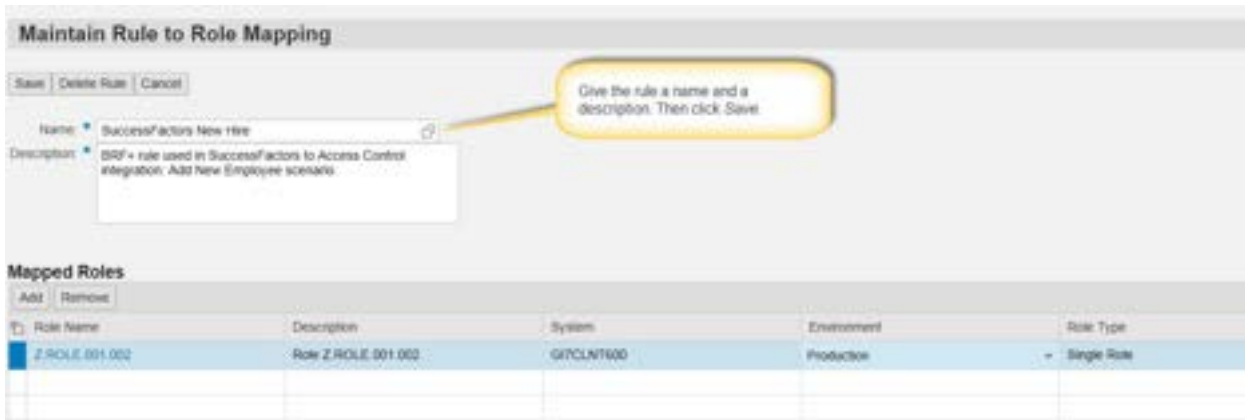 Maintain Rule to Role Mapping
Save Delete Rule Cancel
Give the rule a name and a
description. Then click Save.
Name: * SuccessFactors New Hire
Description: * BRF+ rule used in SuccessFactors to Access Control
integration: Add New Employee scenario
Mapped Roles
Add Remove
Role Name Description System Environment Role Type
Z.ROLE.001.002 Role Z.ROLE.001.002 GI7CLNT600 Production Single Role